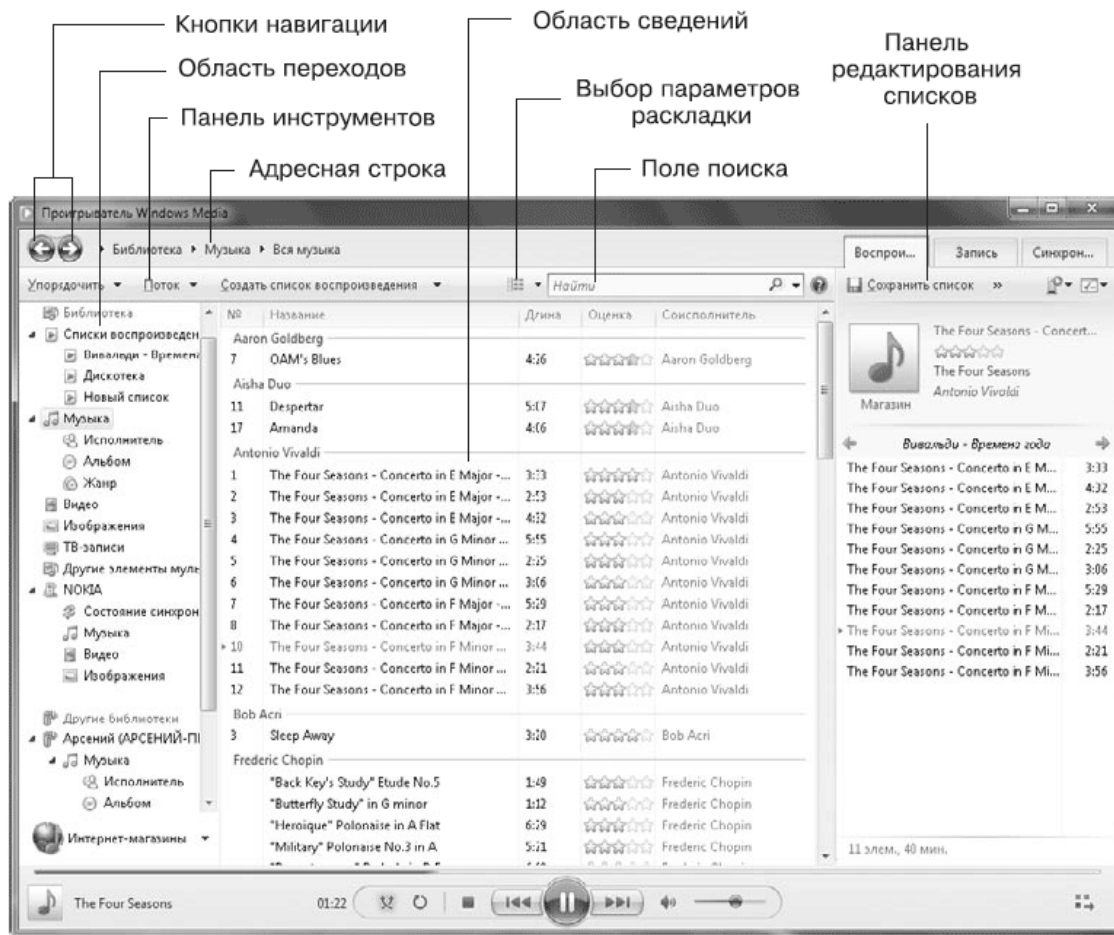 Кнопки навигации
Область сведений
Панель
редактирования
списков
Область переходов
Выбор параметров
раскладки
Панель инструментов
Адресная строка
Поле поиска
Проигрыватель Windows Media
Библиотека Музыка Вся музыка
Воспрои... Запись Синхрон...
Упорядочить Поток Создать список воспроизведения Найти Сохранить список »
Библиотека
Списки воспроизведен
Вивальди - Времена
Дискотека
Новый список
Музыка
Исполнитель
Альбом
Жанр
Видео
Изображения
ТВ-записи
Другие элементы муль
NOKIA
Состояние синхрон
Музыка
Видео
Изображения
Другие библиотеки
Арсений (АРСЕНИЙ-ПК
Музыка
Исполнитель
Альбом
Интернет-магазины
№ Название Длина Оценка Соисполнитель
Aaron Goldberg
7 OAM's Blues 4:26 Aaron Goldberg
Aisha Duo
11 Despertar 5:07 Aisha Duo
17 Amanda 4:06 Aisha Duo
Antonio Vivaldi
1 The Four Seasons - Concerto in E Major -... 3:33 Antonio Vivaldi
2 The Four Seasons - Concerto in E Major -... 2:53 Antonio Vivaldi
3 The Four Seasons - Concerto in E Major -... 4:32 Antonio Vivaldi
4 The Four Seasons - Concerto in G Minor ... 5:55 Antonio Vivaldi
5 The Four Seasons - Concerto in G Minor ... 2:25 Antonio Vivaldi
6 The Four Seasons - Concerto in G Minor ... 3:06 Antonio Vivaldi
7 The Four Seasons - Concerto in F Major -... 5:29 Antonio Vivaldi
8 The Four Seasons - Concerto in F Major -... 2:17 Antonio Vivaldi
10 The Four Seasons - Concerto in F Minor ... 3:44 Antonio Vivaldi
11 The Four Seasons - Concerto in F Minor ... 2:21 Antonio Vivaldi
12 The Four Seasons - Concerto in F Minor ... 3:56 Antonio Vivaldi
Bob Acri
3 Sleep Away 3:20 Bob Acri
Frederic Chopin
"Back Key's Study" Etude No.5 1:49 Frederic Chopin
"Butterfly Study" in G minor 1:12 Frederic Chopin
"Heroique" Polonaise in A Flat 6:29 Frederic Chopin
"Military" Polonaise No.3 in A 5:21 Frederic Chopin
The Four Seasons - Concert...
The Four Seasons
Antonio Vivaldi
Магазин
Вивальди - Времена года
The Four Seasons - Concerto in E M... 3:33
The Four Seasons - Concerto in E M... 4:32
The Four Seasons - Concerto in E M... 2:53
The Four Seasons - Concerto in G M... 5:55
The Four Seasons - Concerto in G M... 2:25
The Four Seasons - Concerto in G M... 3:06
The Four Seasons - Concerto in F M... 5:29
The Four Seasons - Concerto in F M... 2:17
The Four Seasons - Concerto in F Mi... 3:44
The Four Seasons - Concerto in F Mi... 2:21
The Four Seasons - Concerto in F Mi... 3:56
11 элем., 40 мин.
The Four Seasons 01:22